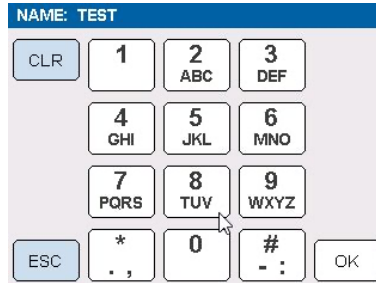 NAME: TEST
CLR 1 2 3
ABC DEF
4 5 6
GHI JKL MNO
7 8 9
PQRS TUV WXYZ
ESC * 0 # OK
. , - :